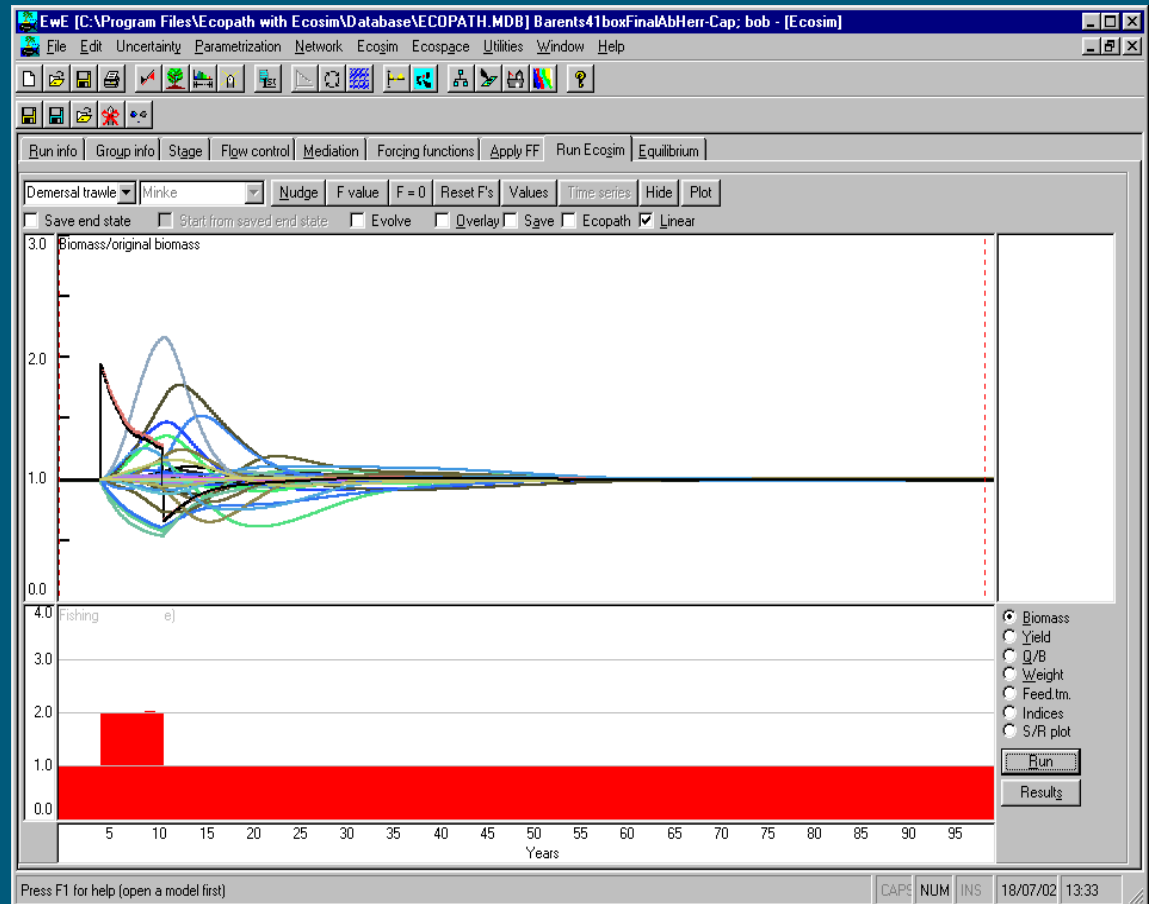 EwE [C:\Program Files\Ecopath with Ecosim\Database\ECOPATH.MDB] Barents41boxFinalAbHerr-Cap; bob - [Ecosim]
File Edit Uncertainty Parametrization Network Ecosim Ecospace Utilities Window Help
1st
Run info Group info Stage Flow control Mediation Forcing functions Apply FF Run Ecosim Equilibrium
Demersal trawle Minke Nudge F value F = 0 Reset F's Values Time series Hide Plot
Save end state Start from saved end state Evolve Overlay Save Ecopath Linear
3.0 Biomass/original biomass
2.0
1.0
0.0
4.0 Fishing e)
3.0
2.0
1.0
0.0
5 10 15 20 25 30 35 40 45 50 55 60 65 70 75 80 85 90 95
Years
Biomass
Yield
Q/B
Weight
Feed.tm.
Indices
S/R plot
Run
Results
Press F1 for help (open a model first) CAPS NUM INS 18/07/02 13:33